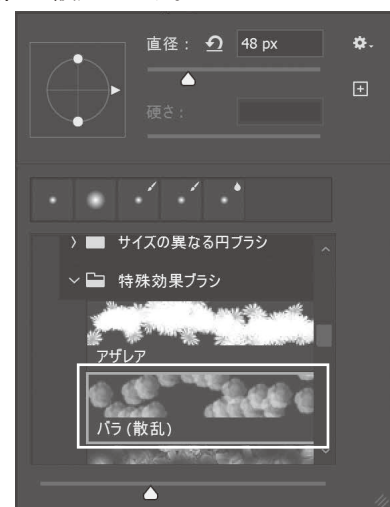 直径： 48 px
硬さ：
サイズの異なる円ブラシ
特殊効果ブラシ
アザレア
バラ (散乱)